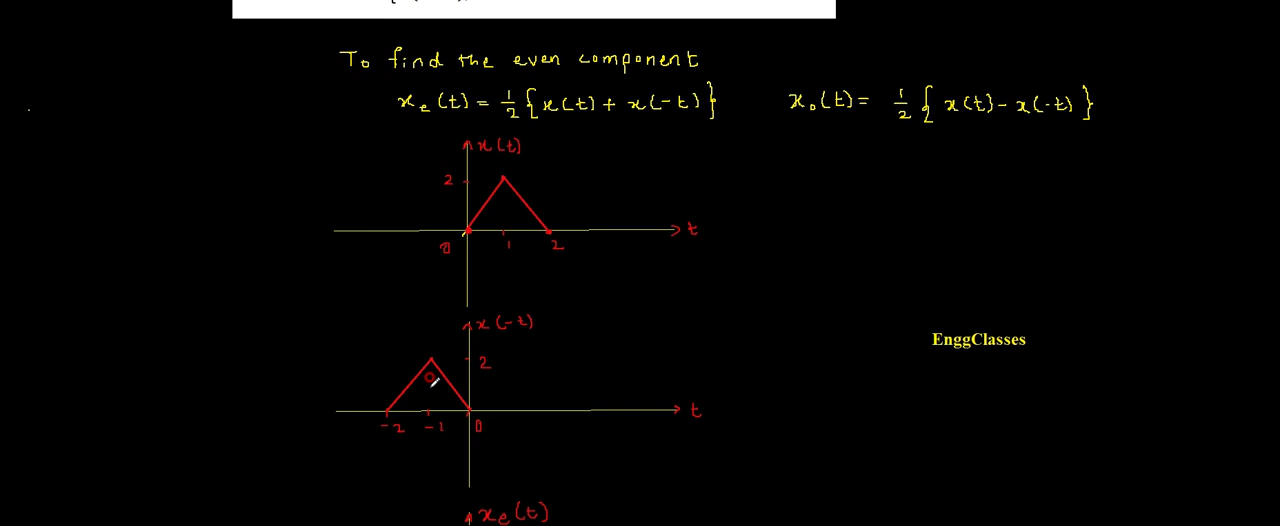 To find the even component
xe(t) = 1/2 {x(t) + x(-t)}
xo(t) = 1/2 {x(t) - x(-t)}
x(t)
2
t
0 1 2
x(-t)
2
EnggClasses
t
-2 -1 0
xe(t)